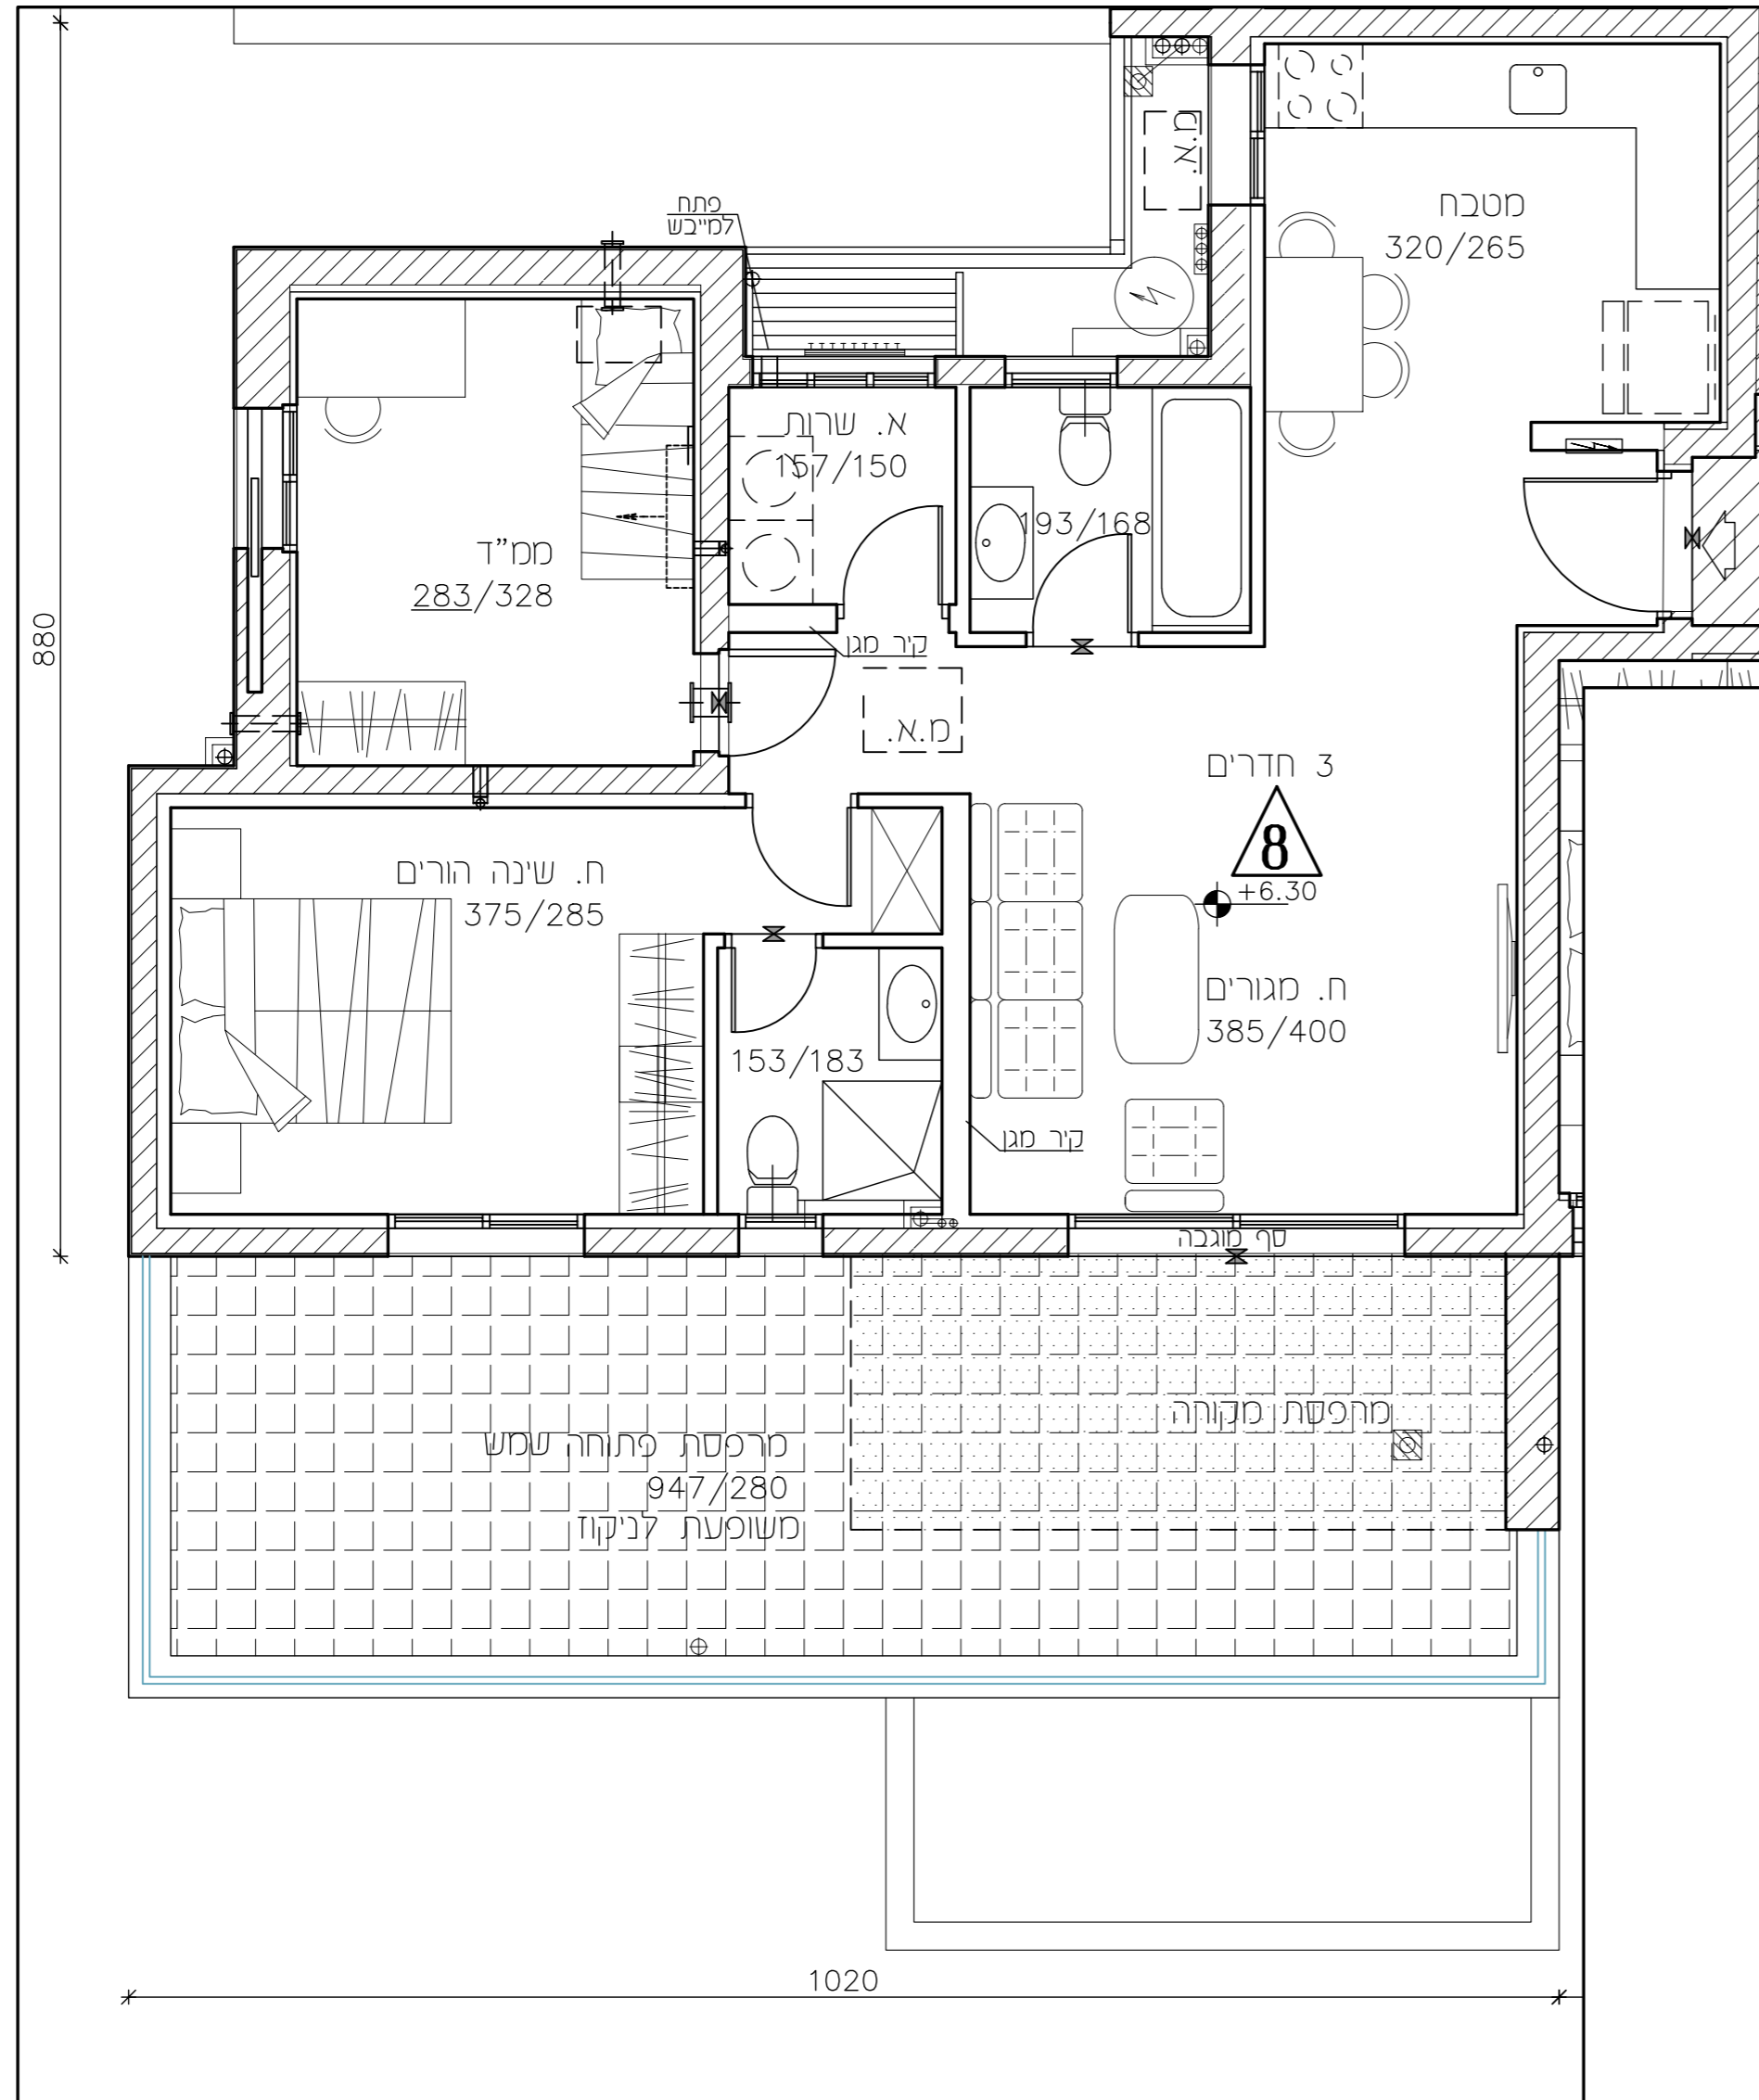 880
פתח
למייבש
מ.א.
מטבח
320/265
א. שרות
157/150
193/168
ממ"ד
283/328
קיר מגן
מ.א.
3 חדרים
8
+6.30
ח. שינה הורים
375/285
ח. מגורים
385/400
153/183
קיר מגן
סף מוגבה
מרפסת מקורה
מרפסת פתוחה שמש
947/280
משופעת לניקוז
1020